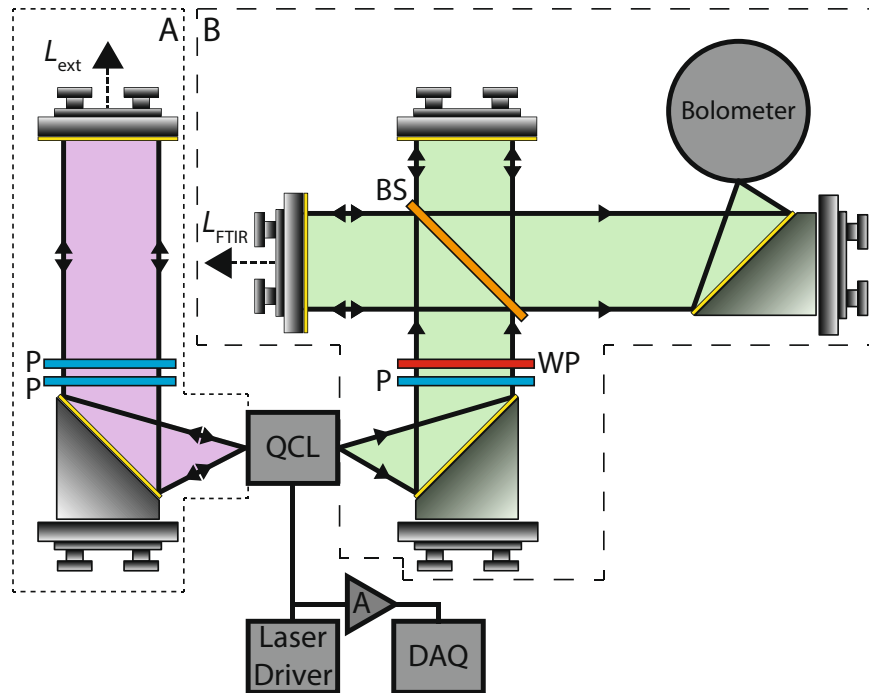 A
B
L_ext
Bolometer
BS
L_FTIR
P
P
P
WP
QCL
A
Laser
Driver
DAQ